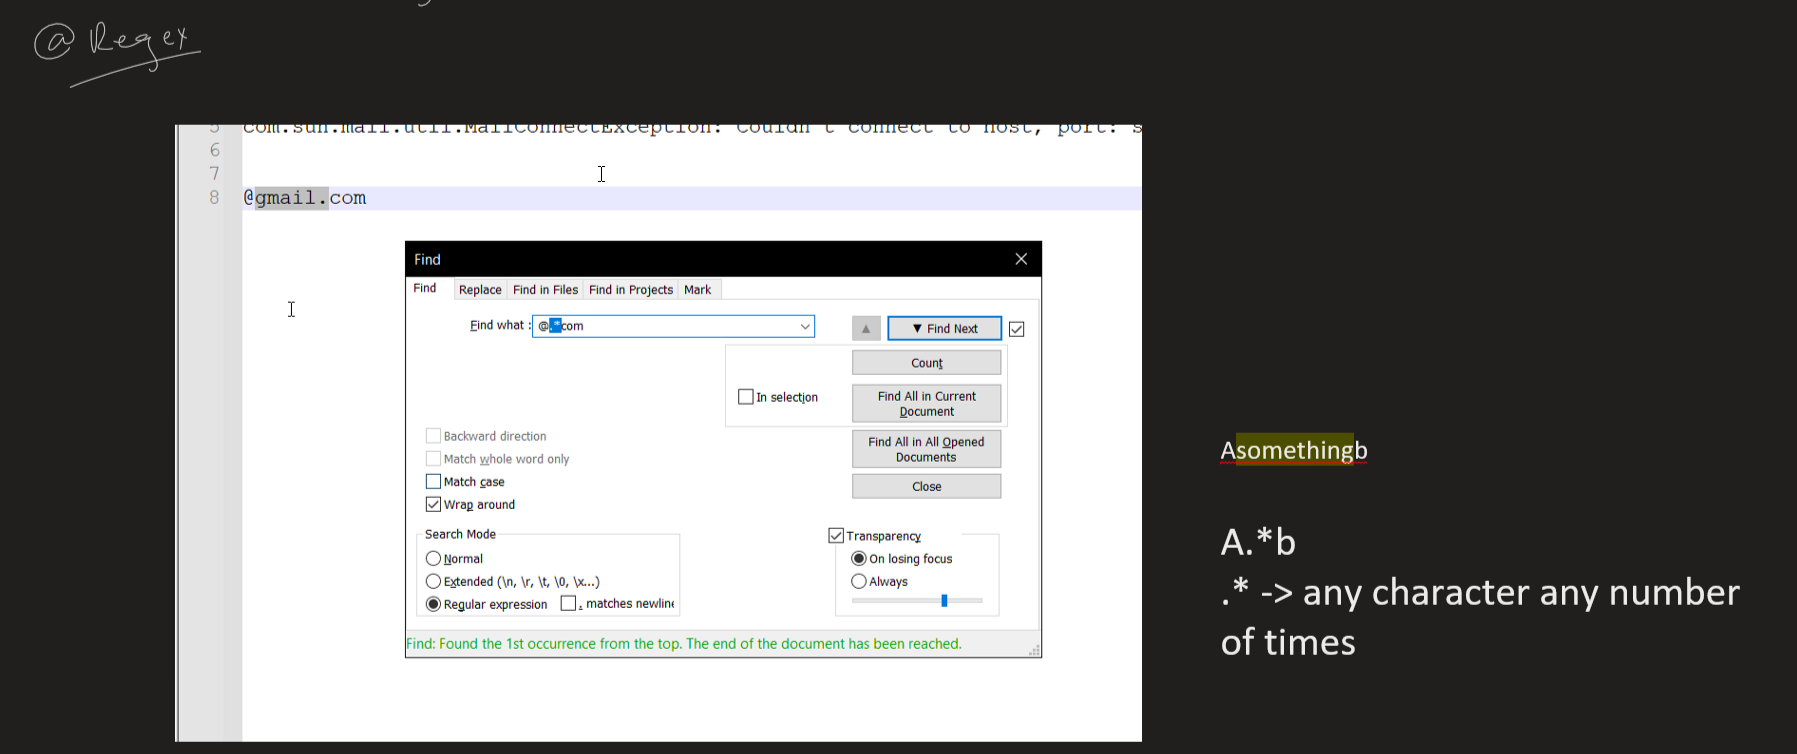 @ Regex
5 com.sun.mail.util.MailConnectException: Couldn't connect to host, port: s
6
7
8 @gmail.com
Find
Find Replace Find in Files Find in Projects Mark
Find what : @.*com
▲ ▼ Find Next
Count
In selection
Find All in Current
Document
Find All in All Opened
Documents
Close
Backward direction
Match whole word only
Match case
Wrap around
Search Mode
Normal
Extended (\n, \r, \t, \0, \x...)
Regular expression . matches newline
Transparency
On losing focus
Always
Find: Found the 1st occurrence from the top. The end of the document has been reached.
Asomethingb
A.*b
.* -> any character any number
of times